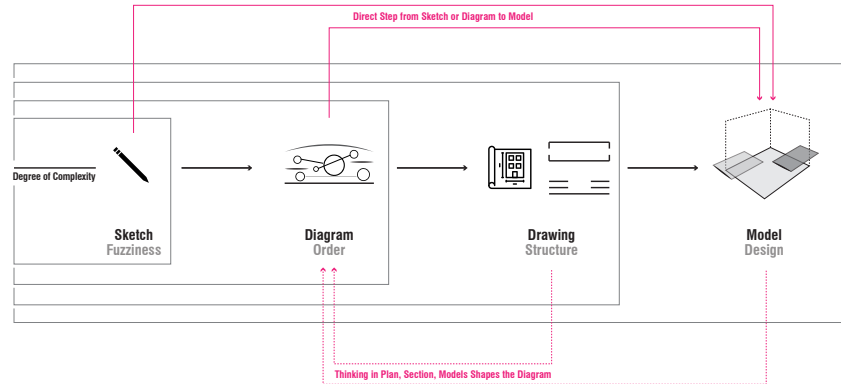 Direct Step from Sketch or Diagram to Model
Degree of Complexity
Sketch
Fuzziness
Diagram
Order
Drawing
Structure
Model
Design
Thinking in Plan, Section, Models Shapes the Diagram